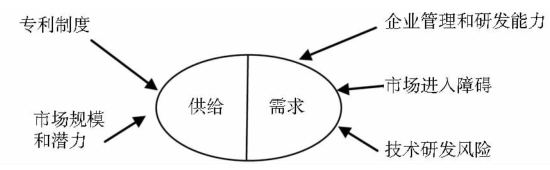 专利制度
企业管理和研发能力
供给
需求
市场进入障碍
市场规模
和潜力
技术研发风险